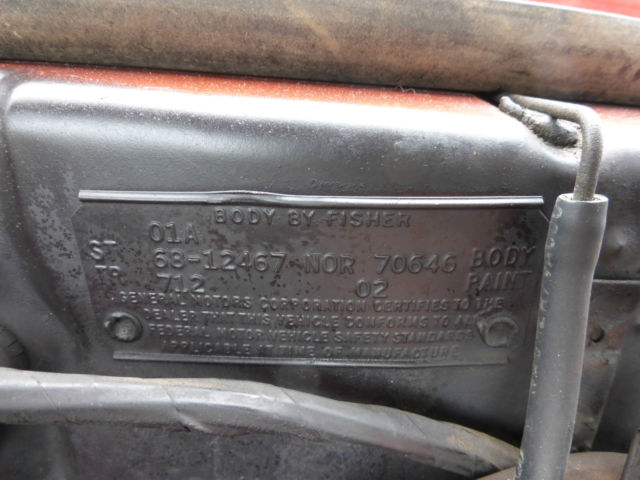 BODY BY FISHER
01A
ST 68-12467 NOR 70646 BODY
TR 712 02 PAINT
GENERAL MOTORS CORPORATION CERTIFIES TO THE
DEALER THAT THIS VEHICLE CONFORMS TO ALL
FEDERAL MOTOR VEHICLE SAFETY STANDARDS
APPLICABLE AT TIME OF MANUFACTURE